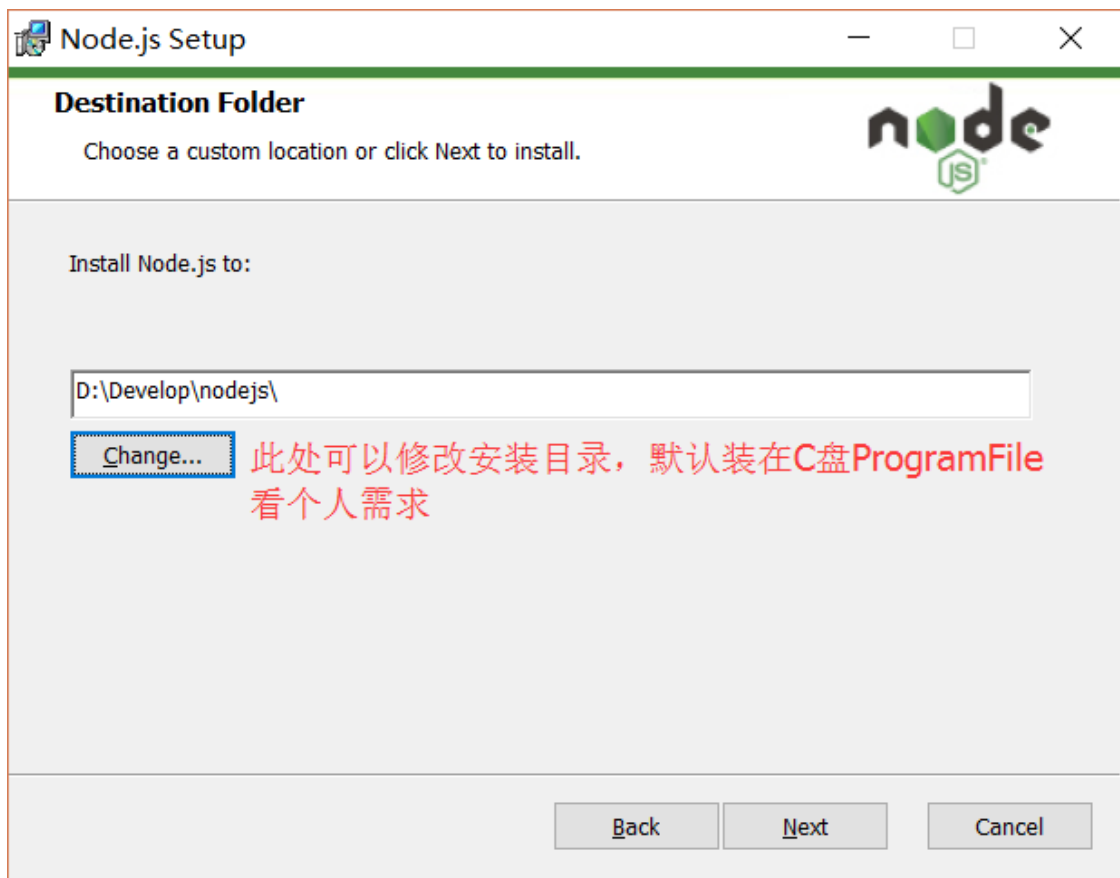 Node.js Setup
Destination Folder
Choose a custom location or click Next to install.
node
JS
Install Node.js to:
D:\Develop\nodejs\
Change...
此处可以修改安装目录，默认装在C盘ProgramFile
看个人需求
Back
Next
Cancel